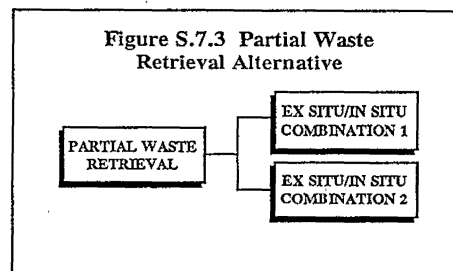 Figure S.7.3 Partial Waste
Retrieval Alternative
EX SITU/IN SITU
COMBINATION 1
PARTIAL WASTE
RETRIEVAL
EX SITU/IN SITU
COMBINATION 2